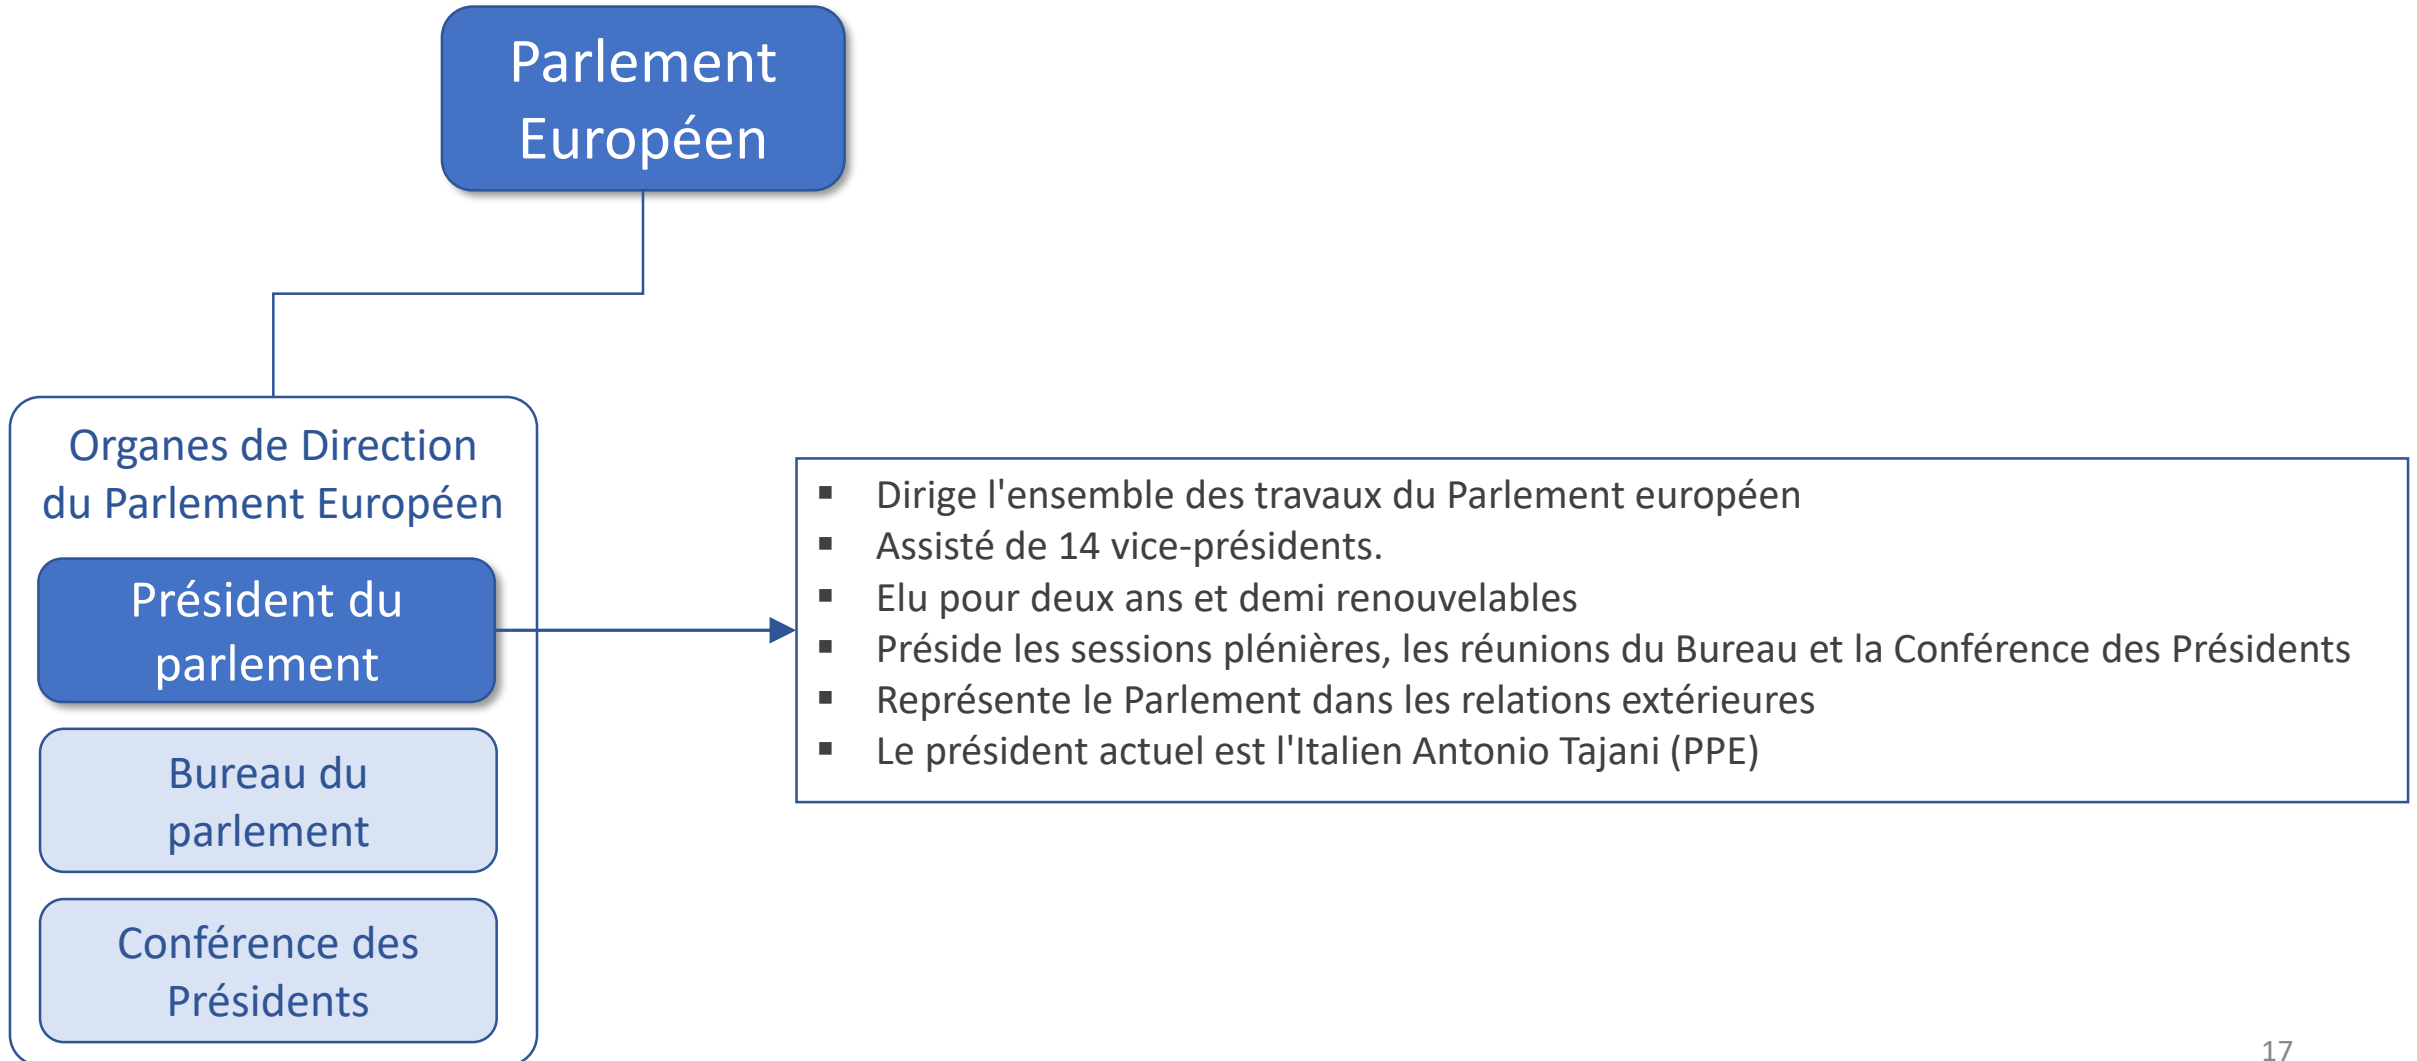 Parlement
Européen
Organes de Direction
du Parlement Européen
Président du
parlement
Bureau du
parlement
Conférence des
Présidents
▪ Dirige l'ensemble des travaux du Parlement européen
▪ Assisté de 14 vice-présidents.
▪ Elu pour deux ans et demi renouvelables
▪ Préside les sessions plénières, les réunions du Bureau et la Conférence des Présidents
▪ Représente le Parlement dans les relations extérieures
▪ Le président actuel est l'Italien Antonio Tajani (PPE)
17